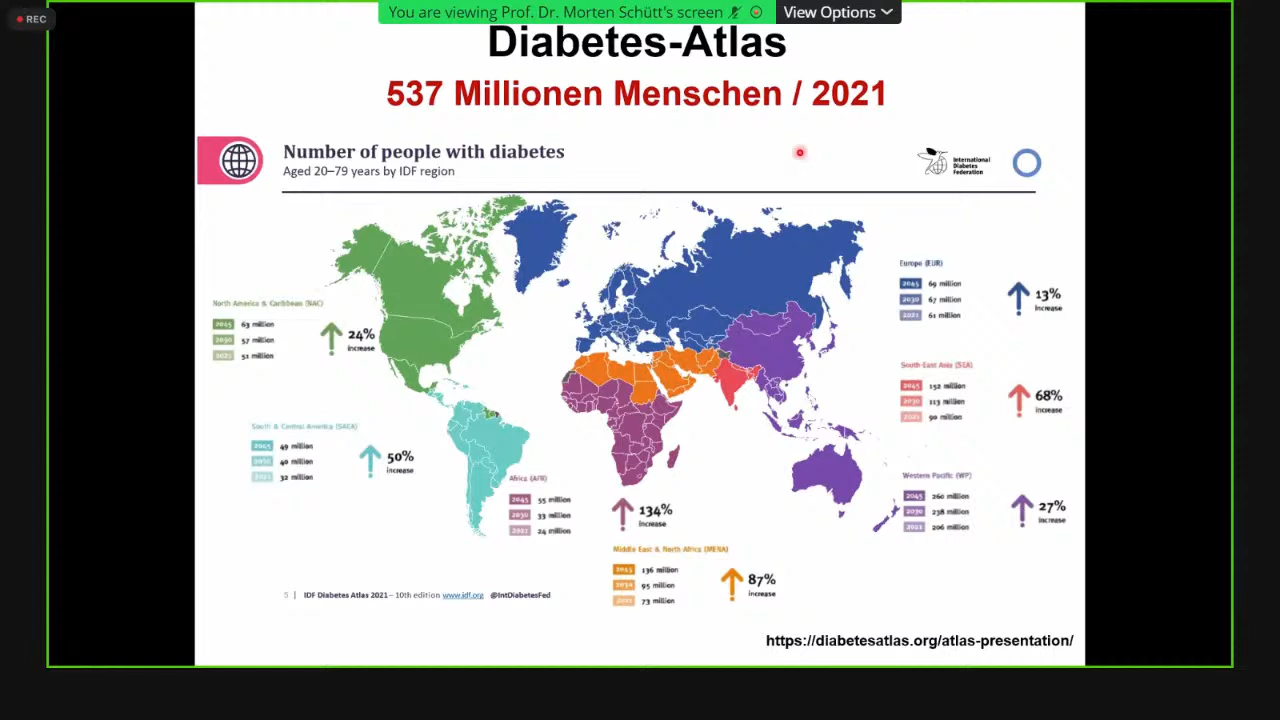 REC
You are viewing Prof. Dr. Morten Schütt's screen
View Options
Diabetes-Atlas
537 Millionen Menschen / 2021
Number of people with diabetes
Aged 20–79 years by IDF region
International
Diabetes
Federation
Europe (EUR)
2045 69 million
2030 67 million
2021 61 million
13%
increase
North America & Caribbean (NAC)
2045 63 million
2030 57 million
2021 51 million
24%
increase
South-East Asia (SEA)
2045 152 million
2030 113 million
2021 90 million
68%
increase
South & Central America (SACA)
2045 49 million
2030 40 million
2021 32 million
50%
increase
Africa (AFR)
2045 55 million
2030 33 million
2021 24 million
134%
increase
Western Pacific (WP)
2045 260 million
2030 238 million
2021 206 million
27%
increase
Middle East & North Africa (MENA)
2045 136 million
2030 95 million
2021 73 million
87%
increase
5 | IDF Diabetes Atlas 2021 – 10th edition www.idf.org @IntDiabetesFed
https://diabetesatlas.org/atlas-presentation/